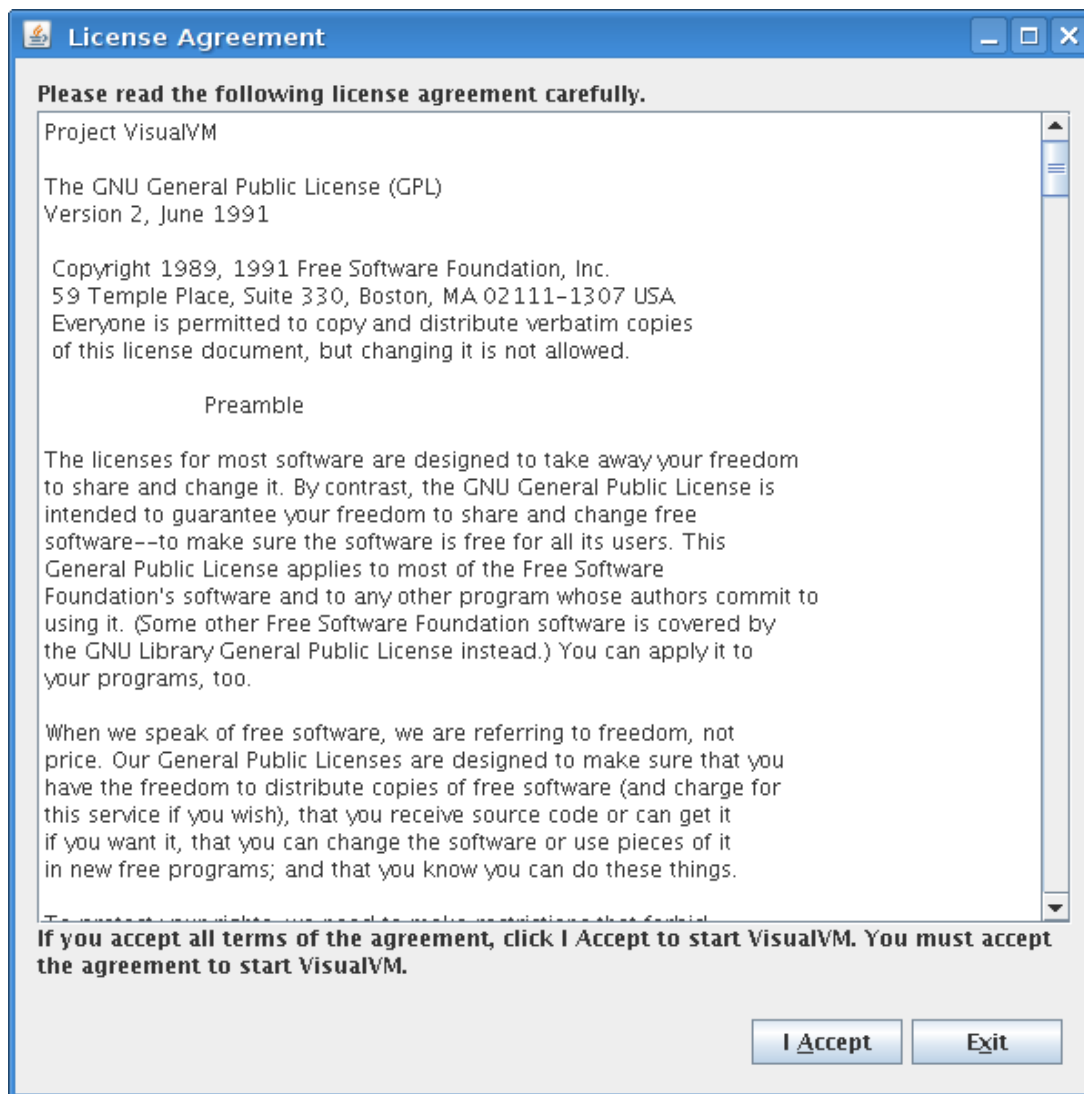 License Agreement
Please read the following license agreement carefully.
Project VisualVM
The GNU General Public License (GPL)
Version 2, June 1991
Copyright 1989, 1991 Free Software Foundation, Inc.
59 Temple Place, Suite 330, Boston, MA 02111-1307 USA
Everyone is permitted to copy and distribute verbatim copies
of this license document, but changing it is not allowed.
Preamble
The licenses for most software are designed to take away your freedom
to share and change it. By contrast, the GNU General Public License is
intended to guarantee your freedom to share and change free
software--to make sure the software is free for all its users. This
General Public License applies to most of the Free Software
Foundation's software and to any other program whose authors commit to
using it. (Some other Free Software Foundation software is covered by
the GNU Library General Public License instead.) You can apply it to
your programs, too.
When we speak of free software, we are referring to freedom, not
price. Our General Public Licenses are designed to make sure that you
have the freedom to distribute copies of free software (and charge for
this service if you wish), that you receive source code or can get it
if you want it, that you can change the software or use pieces of it
in new free programs; and that you know you can do these things.
To protect your rights, we need to make restrictions that forbid
If you accept all terms of the agreement, click I Accept to start VisualVM. You must accept
the agreement to start VisualVM.
I Accept
Exit